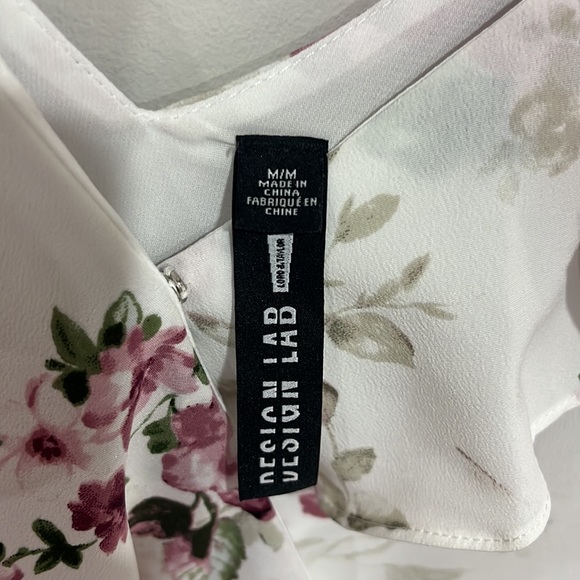 M/M
MADE IN
CHINA
FABRIQUÉ EN
CHINE
LORD & TAYLOR
DESIGN LAB